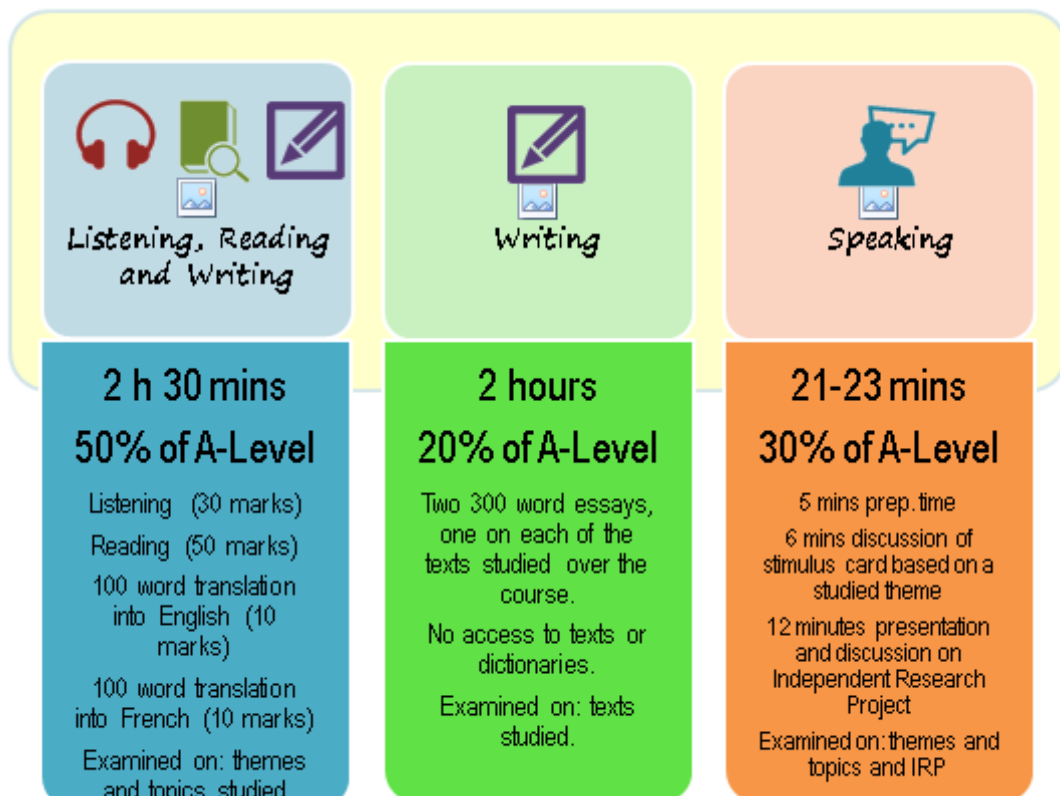 Listening, Reading
and Writing
2 h 30 mins
50% of A-Level
Listening (30 marks)
Reading (50 marks)
100 word translation
into English (10
marks)
100 word translation
into French (10 marks)
Examined on: themes
and topics studied
Writing
2 hours
20% of A-Level
Two 300 word essays,
one on each of the
texts studied over the
course.
No access to texts or
dictionaries.
Examined on: texts
studied.
Speaking
21-23 mins
30% of A-Level
5 mins prep. time
6 mins discussion of
stimulus card based on a
studied theme
12 minutes presentation
and discussion on
Independent Research
Project
Examined on: themes and
topics and IRP